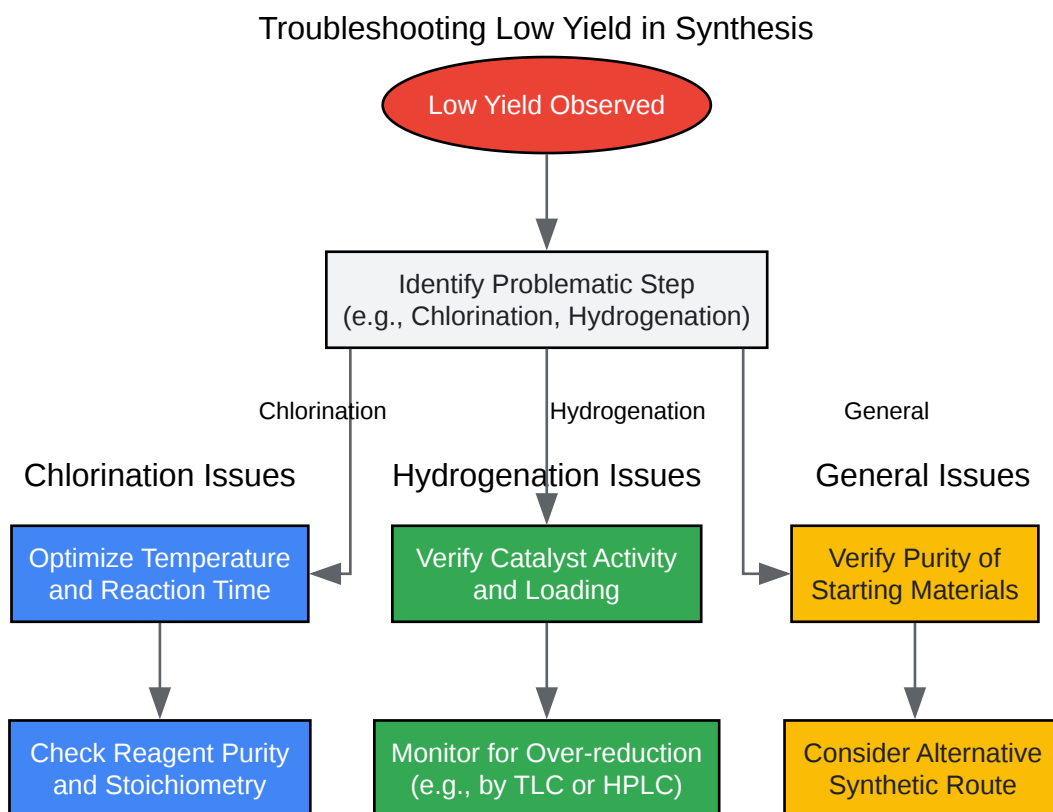 Troubleshooting Low Yield in Synthesis
Low Yield Observed
Identify Problematic Step
(e.g., Chlorination, Hydrogenation)
Chlorination
Hydrogenation
General
Chlorination Issues
Hydrogenation Issues
General Issues
Optimize Temperature
and Reaction Time
Verify Catalyst Activity
and Loading
Verify Purity of
Starting Materials
Check Reagent Purity
and Stoichiometry
Monitor for Over-reduction
(e.g., by TLC or HPLC)
Consider Alternative
Synthetic Route